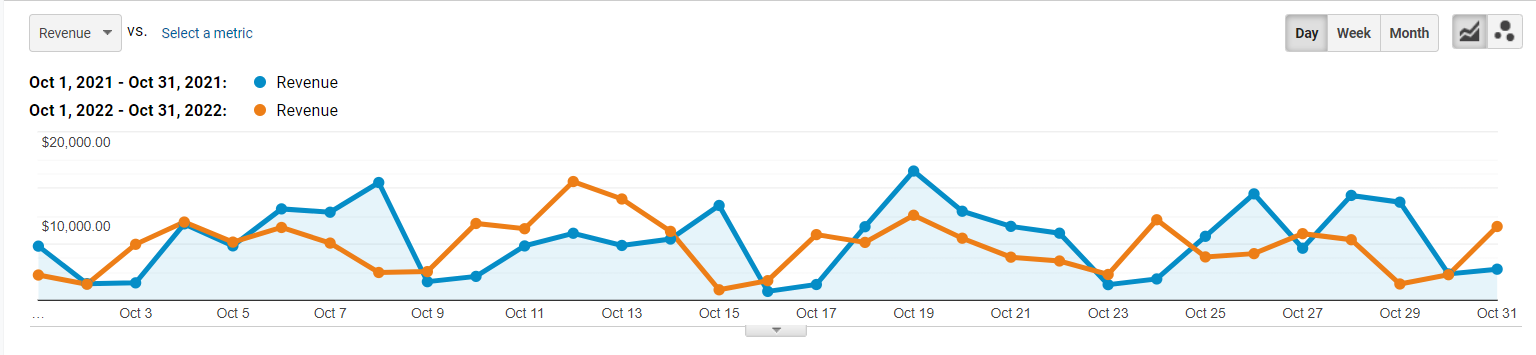 Revenue vs. Select a metric Day Week Month
Oct 1, 2021 - Oct 31, 2021: Revenue
Oct 1, 2022 - Oct 31, 2022: Revenue
$20,000.00
$10,000.00
... Oct 3 Oct 5 Oct 7 Oct 9 Oct 11 Oct 13 Oct 15 Oct 17 Oct 19 Oct 21 Oct 23 Oct 25 Oct 27 Oct 29 Oct 31